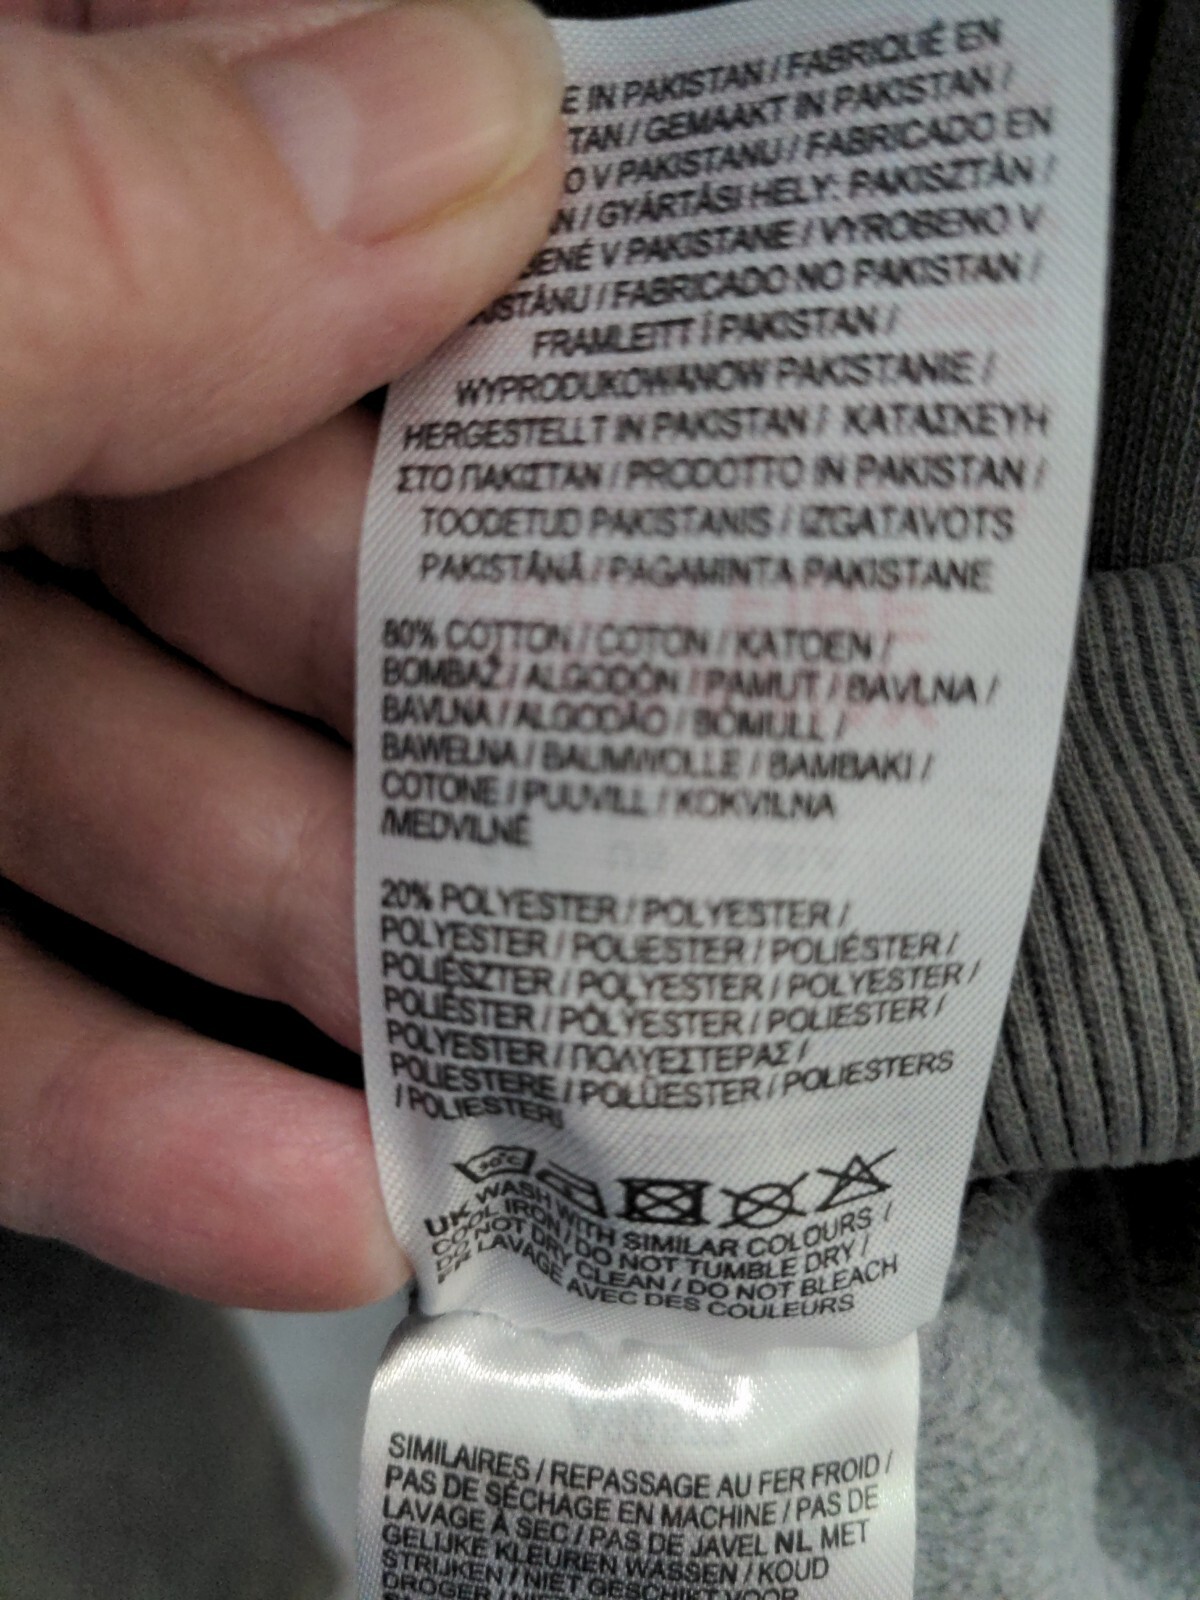 E IN PAKISTAN / FABRIQUÉ EN
TAN / GEMAAKT IN PAKISTAN /
O V PAKISTANU / FABRICADO EN
N / GYÁRTÁSI HELY: PAKISZTÁN /
ENÉ V PAKISTANE / VYROBENO V
ISTÁNU / FABRICADO NO PAKISTAN /
FRAMLEITT Í PAKISTAN /
WYPRODUKOWANOW PAKISTANIE /
HERGESTELLT IN PAKISTAN / ΚΑΤΑΣΚΕΥΗ
ΣΤΟ ΠΑΚΙΣΤΑΝ / PRODOTTO IN PAKISTAN /
TOODETUD PAKISTANIS / IZGATAVOTS
PAKISTĀNĀ / PAGAMINTA PAKISTANE
80% COTTON / COTON / KATOEN /
BOMBAŽ / ALGODÓN / PAMUT / BAVLNA /
BAVLNA / ALGODÃO / BÓMULL /
BAWEŁNA / BAUMWOLLE / BAMBAKI /
COTONE / PUUVILL / KOKVILNA
/MEDVILNĖ
20% POLYESTER / POLYESTER /
POLYESTER / POLIESTER / POLIÉSTER /
POLIÉSZTER / POLYESTER / POLYESTER /
POLIÉSTER / PÓLÝESTER / POLIESTER /
POLYESTER / ΠΟΛΥΕΣΤΕΡΑΣ /
POLIESTERE / POLÜESTER / POLIESTERS
/ POLIESTERI
30°C
UK WASH WITH SIMILAR COLOURS /
COOL IRON / DO NOT TUMBLE DRY /
DO NOT DRY CLEAN / DO NOT BLEACH
FR LAVAGE AVEC DES COULEURS
SIMILAIRES / REPASSAGE AU FER FROID /
PAS DE SÉCHAGE EN MACHINE / PAS DE
LAVAGE À SEC / PAS DE JAVEL NL MET
GELIJKE KLEUREN WASSEN / KOUD
STRIJKEN / NIET GESCHIKT VOOR
DROGER /